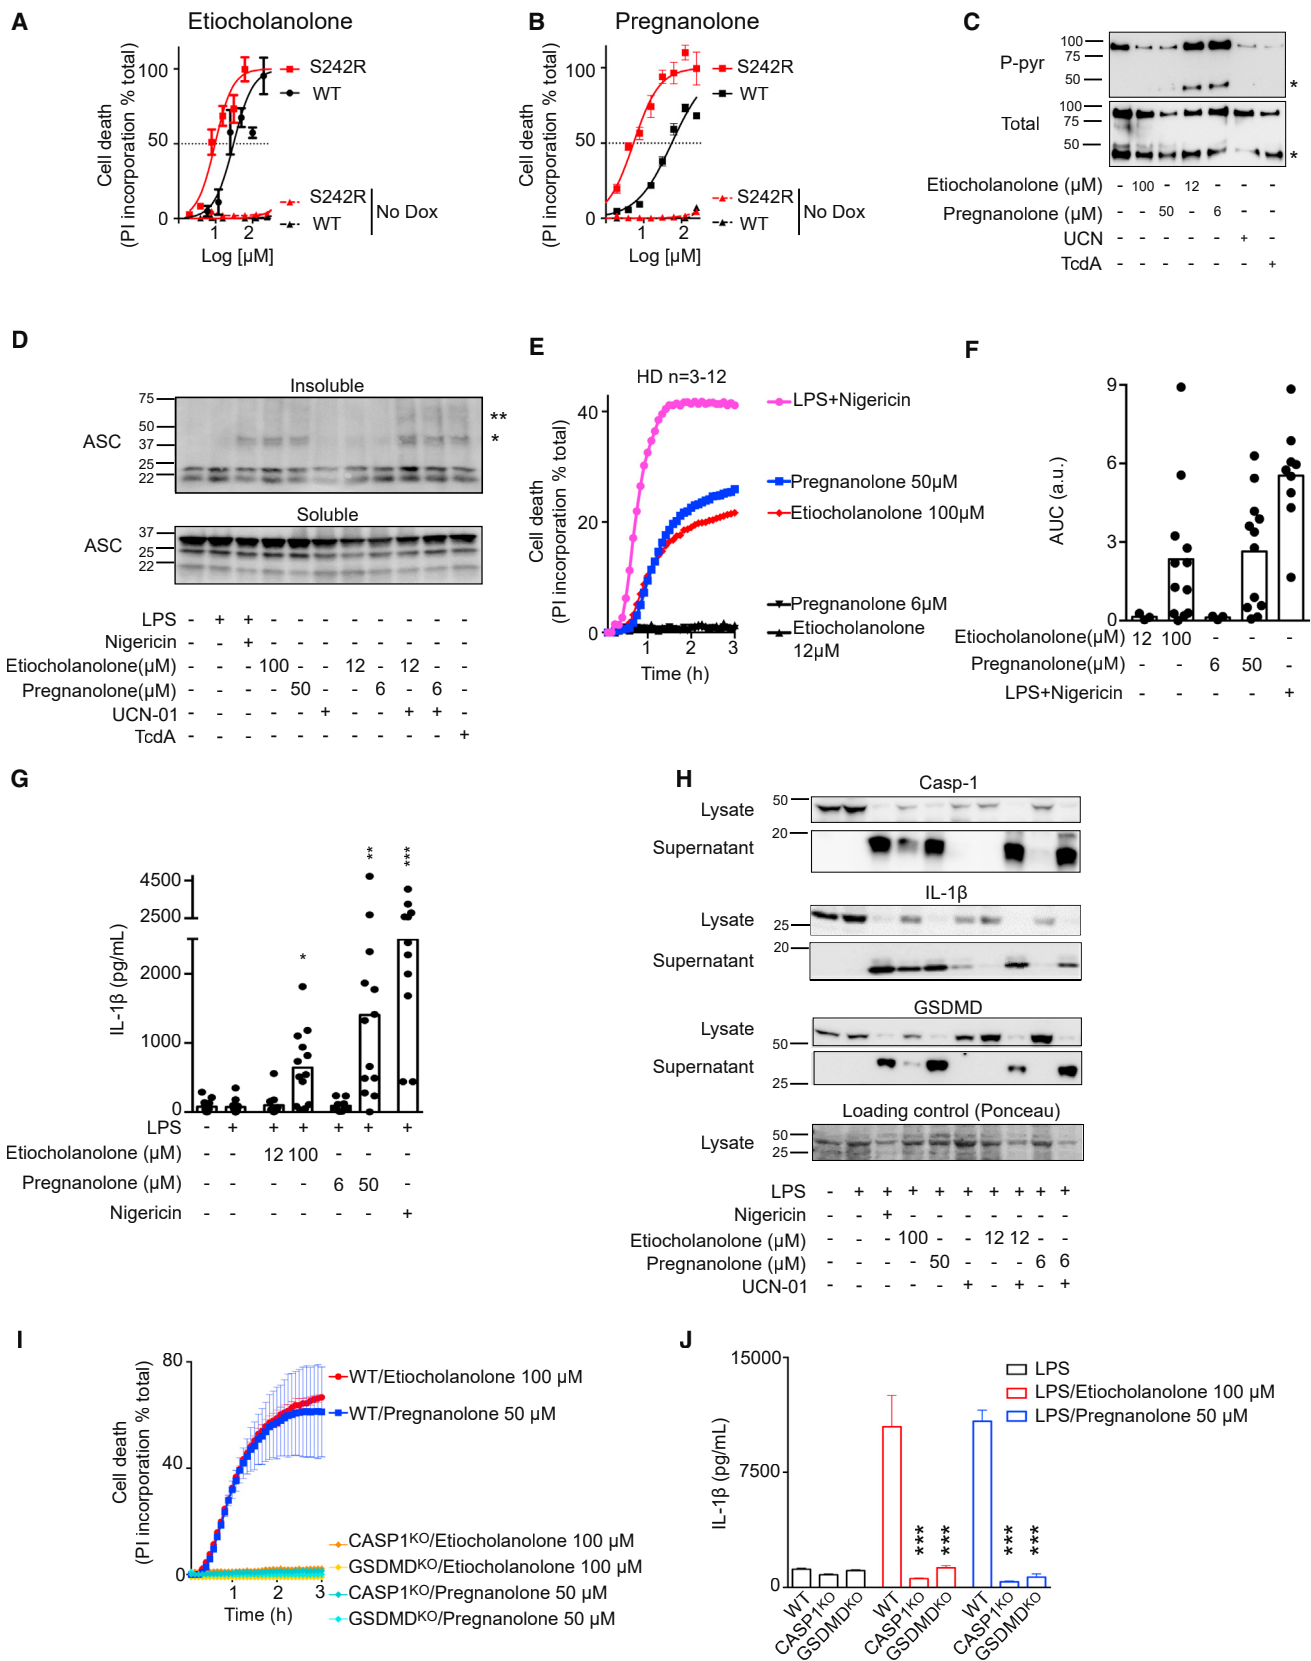 A
Etiocholanolone
Cell death
(PI incorporation % total)
100
50
0
1 2
Log [µM]
S242R
WT
S242R
WT
No Dox
B
Pregnanolone
Cell death
(PI incorporation % total)
100
50
0
1 2
Log [µM]
S242R
WT
S242R
WT
No Dox
C
P-pyr
100
75
50
*
Total
100
75
50
*
Etiocholanolone (µM) - 100 - 12 - - -
Pregnanolone (µM) - - 50 - 6 - -
UCN - - - - - + -
TcdA - - - - - - +
D
Insoluble
ASC
75
50
37
25
22
**
*
Soluble
ASC
37
25
22
LPS - + + - - - - - - - -
Nigericin - - + - - - - - - - -
Etiocholanolone(µM) - - - 100 - - 12 - 12 - -
Pregnanolone(µM) - - - - 50 - - 6 - 6 -
UCN-01 - - - - - + - - + + -
TcdA - - - - - - - - - - +
E
HD n=3-12
Cell death
(PI incorporation % total)
40
20
0
1 2 3
Time (h)
LPS+Nigericin
Pregnanolone 50µM
Etiocholanolone 100µM
Pregnanolone 6µM
Etiocholanolone
12µM
F
AUC (a.u.)
9
6
3
0
Etiocholanolone(µM) 12 100 - - -
Pregnanolone(µM) - - 6 50 -
LPS+Nigericin - - - - +
G
IL-1β (pg/mL)
4500
2500
2000
1000
0
*
**
***
LPS - + + + + + +
Etiocholanolone (µM) - - 12 100 - - -
Pregnanolone (µM) - - - - 6 50 -
Nigericin - - - - - - +
H
Casp-1
Lysate 50
Supernatant 20
IL-1β
Lysate 25
Supernatant 20
GSDMD
Lysate 50
Supernatant 25
Loading control (Ponceau)
Lysate 50
25
LPS - + + + + + + + + +
Nigericin - - + - - - - - - -
Etiocholanolone (µM) - - - 100 - - 12 12 - -
Pregnanolone (µM) - - - - 50 - - - 6 6
UCN-01 - - - - - + - + - +
I
Cell death
(PI incorporation % total)
80
40
0
1 2 3
Time (h)
WT/Etiocholanolone 100 µM
WT/Pregnanolone 50 µM
CASP1KO/Etiocholanolone 100 µM
GSDMDKO/Etiocholanolone 100 µM
CASP1KO/Pregnanolone 50 µM
GSDMDKO/Pregnanolone 50 µM
J
IL-1β (pg/mL)
15000
7500
0
LPS
LPS/Etiocholanolone 100 µM
LPS/Pregnanolone 50 µM
*** *** *** ***
WT CASP1KO GSDMDKO WT CASP1KO GSDMDKO WT CASP1KO GSDMDKO